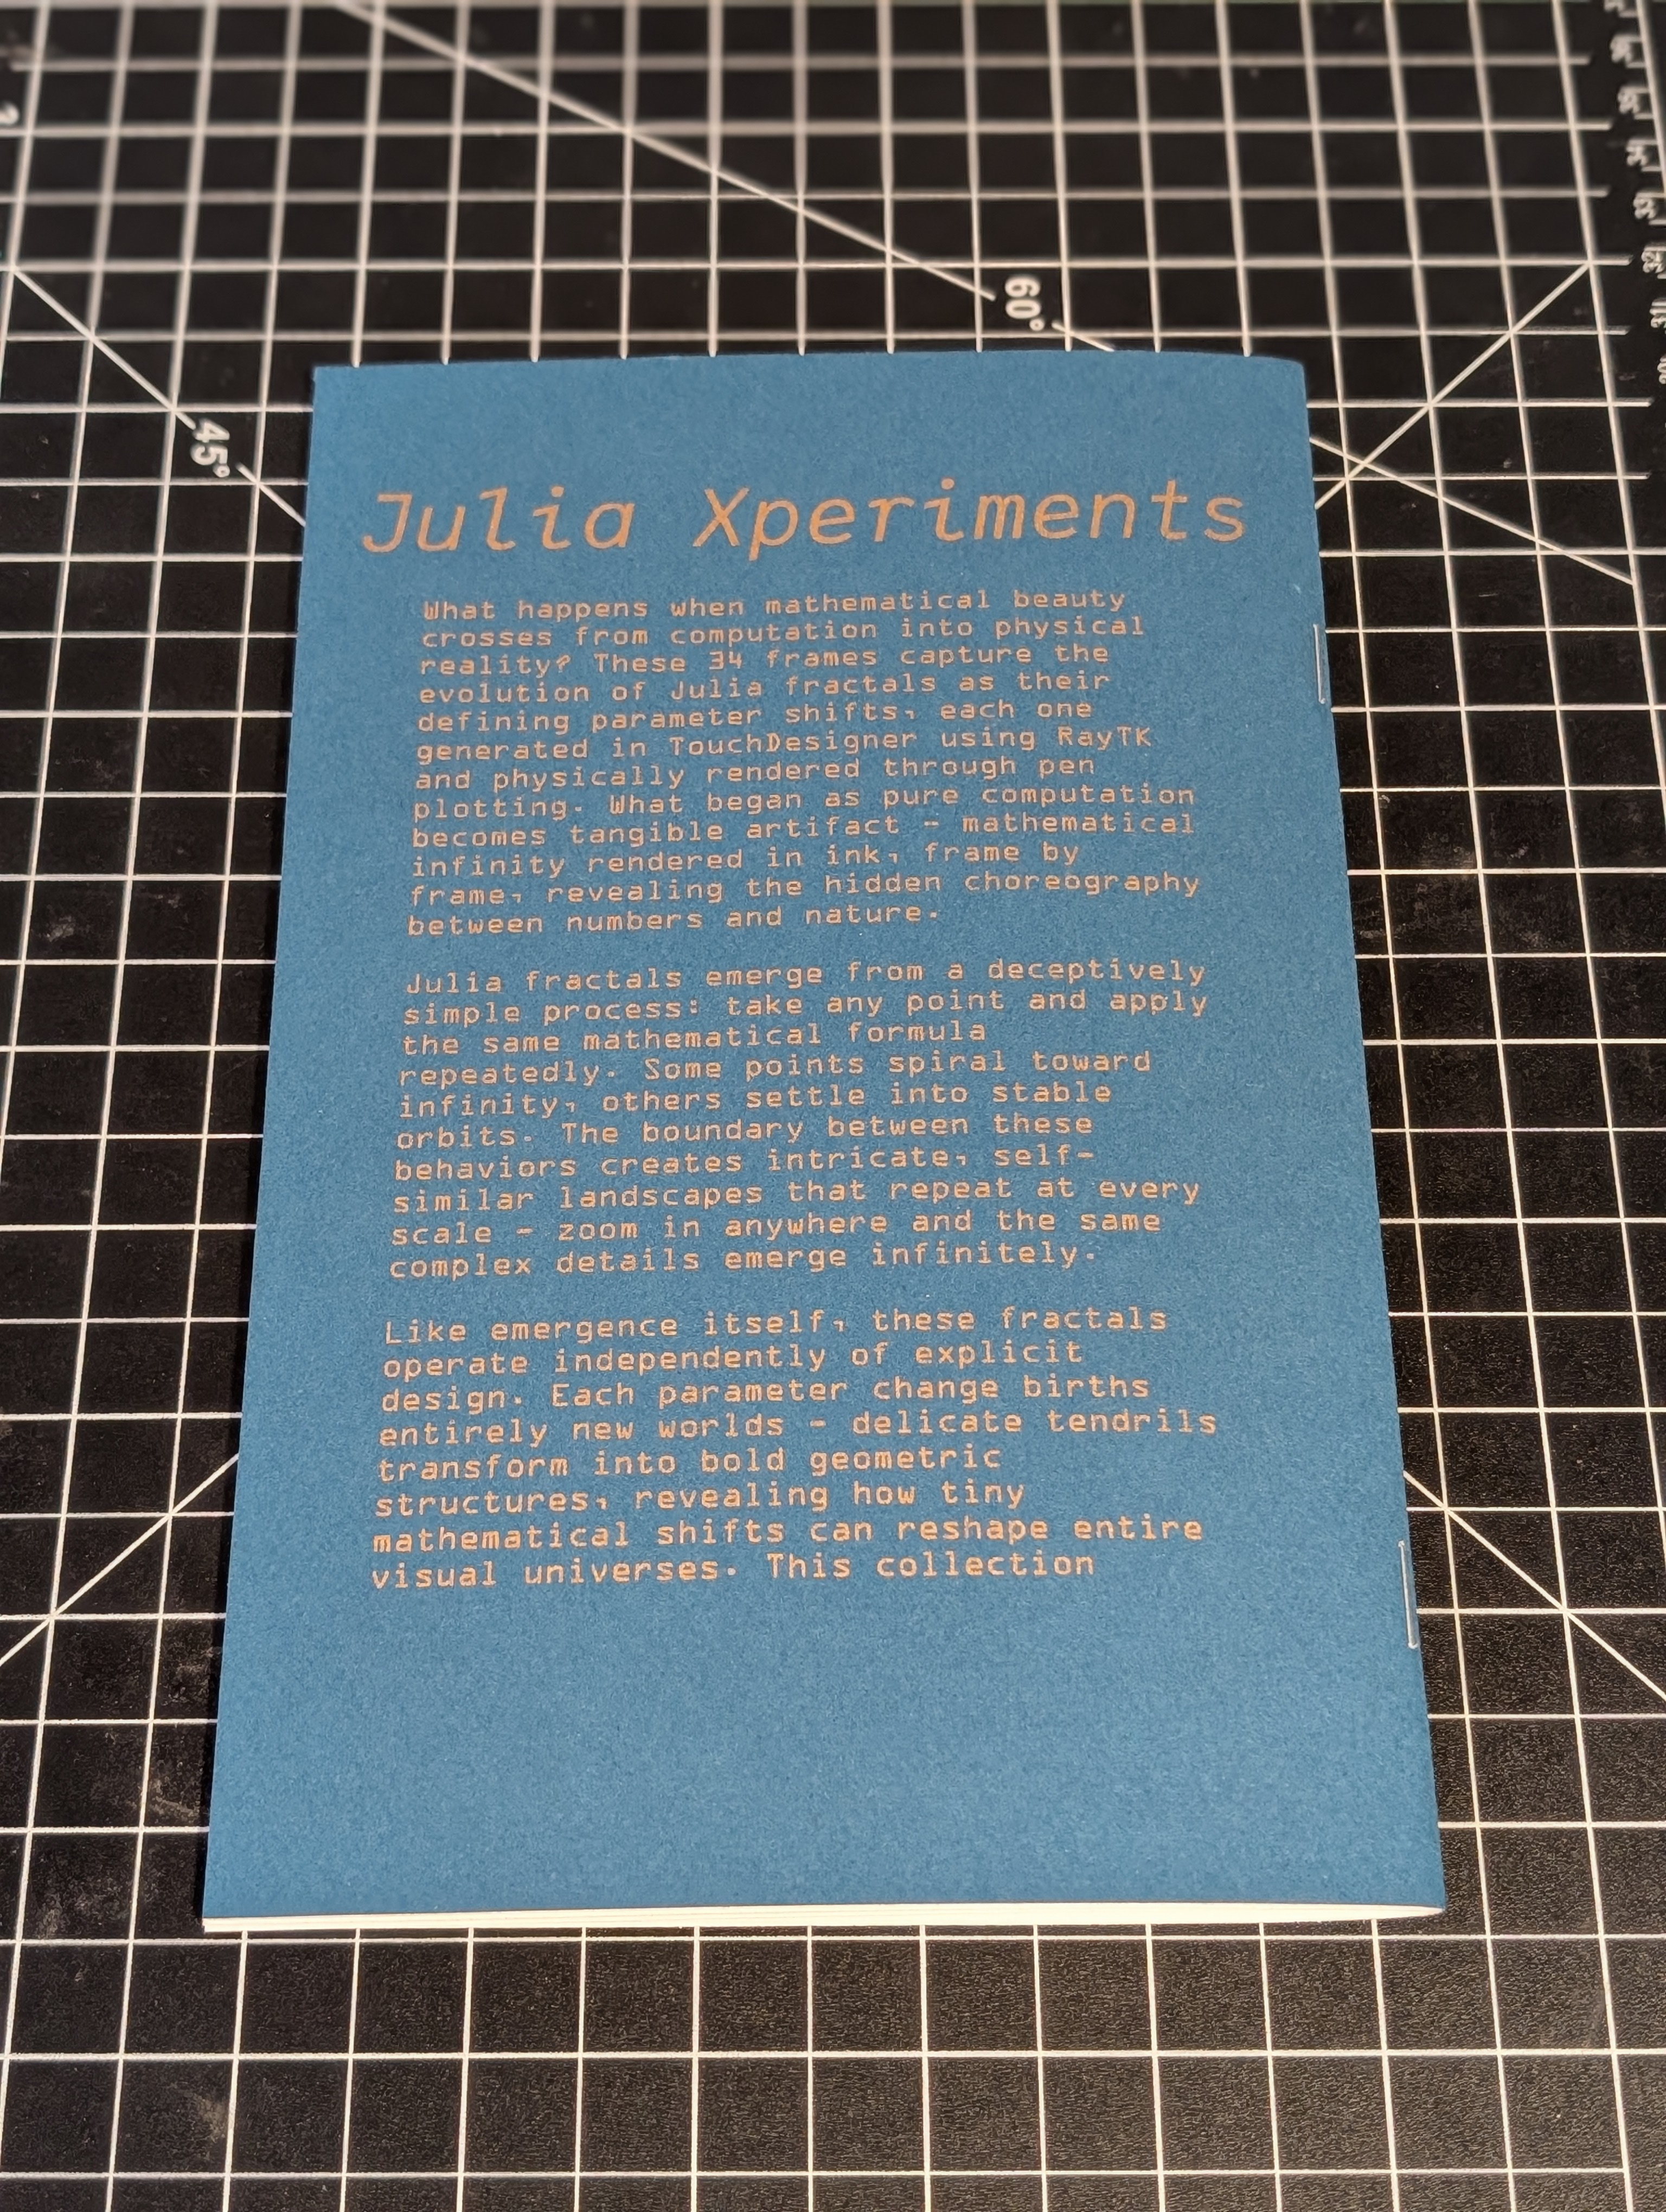 60°
45°
Julia Xperiments
What happens when mathematical beauty
crosses from computation into physical
reality? These 34 frames capture the
evolution of Julia fractals as their
defining parameter shifts, each one
generated in TouchDesigner using RayTK
and physically rendered through pen
plotting. What began as pure computation
becomes tangible artifact - mathematical
infinity rendered in ink, frame by
frame, revealing the hidden choreography
between numbers and nature.
Julia fractals emerge from a deceptively
simple process: take any point and apply
the same mathematical formula
repeatedly. Some points spiral toward
infinity, others settle into stable
orbits. The boundary between these
behaviors creates intricate, self-
similar landscapes that repeat at every
scale - zoom in anywhere and the same
complex details emerge infinitely.
Like emergence itself, these fractals
operate independently of explicit
design. Each parameter change births
entirely new worlds - delicate tendrils
transform into bold geometric
structures, revealing how tiny
mathematical shifts can reshape entire
visual universes. This collection